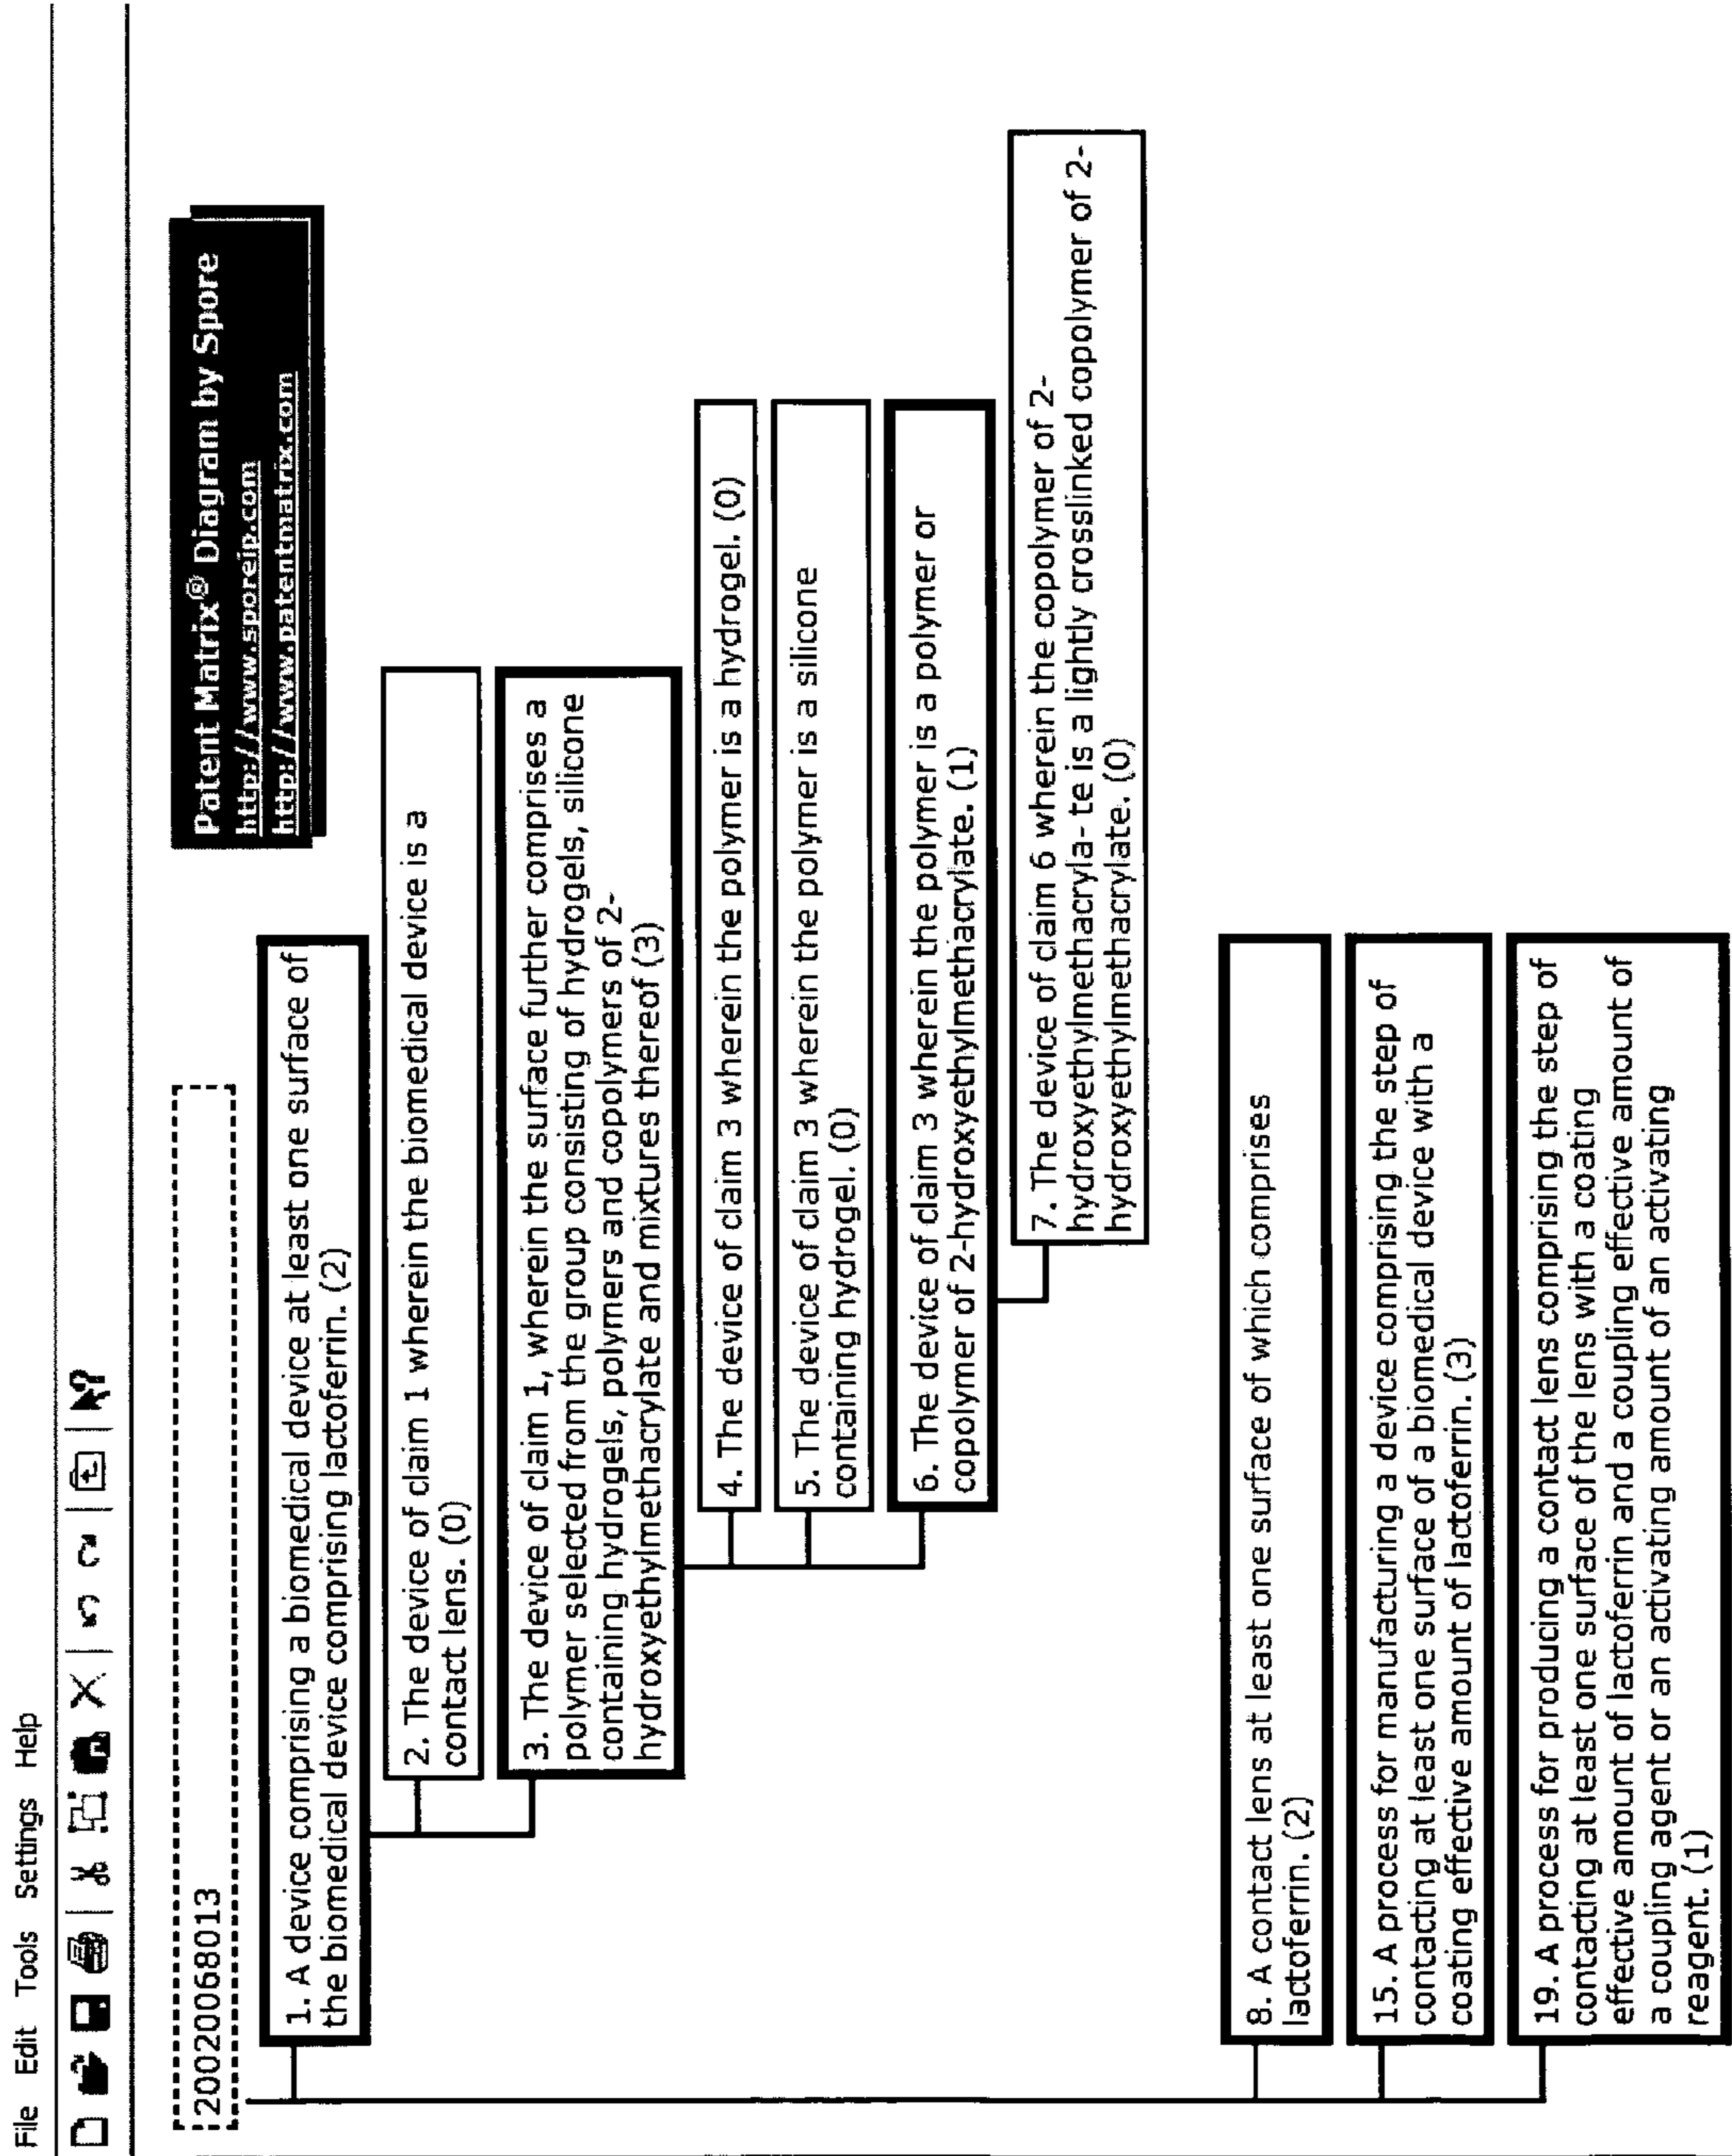 File Edit Tools Settings Help
Patent Matrix® Diagram by Spore
http://www.sporeip.com
http://www.patentmatrix.com
20020068013
1. A device comprising a biomedical device at least one surface of
the biomedical device comprising lactoferrin. (2)
2. The device of claim 1 wherein the biomedical device is a
contact lens. (0)
3. The device of claim 1, wherein the surface further comprises a
polymer selected from the group consisting of hydrogels, silicone
containing hydrogels, polymers and copolymers of 2-
hydroxyethylmethacrylate and mixtures thereof (3)
4. The device of claim 3 wherein the polymer is a hydrogel. (0)
5. The device of claim 3 wherein the polymer is a silicone
containing hydrogel. (0)
6. The device of claim 3 wherein the polymer is a polymer or
copolymer of 2-hydroxyethylmethacrylate. (1)
7. The device of claim 6 wherein the copolymer of 2-
hydroxyethylmethacryla- te is a lightly crosslinked copolymer of 2-
hydroxyethylmethacrylate. (0)
8. A contact lens at least one surface of which comprises
lactoferrin. (2)
15. A process for manufacturing a device comprising the step of
contacting at least one surface of a biomedical device with a
coating effective amount of lactoferrin. (3)
19. A process for producing a contact lens comprising the step of
contacting at least one surface of the lens with a coating
effective amount of lactoferrin and a coupling effective amount of
a coupling agent or an activating amount of an activating
reagent. (1)